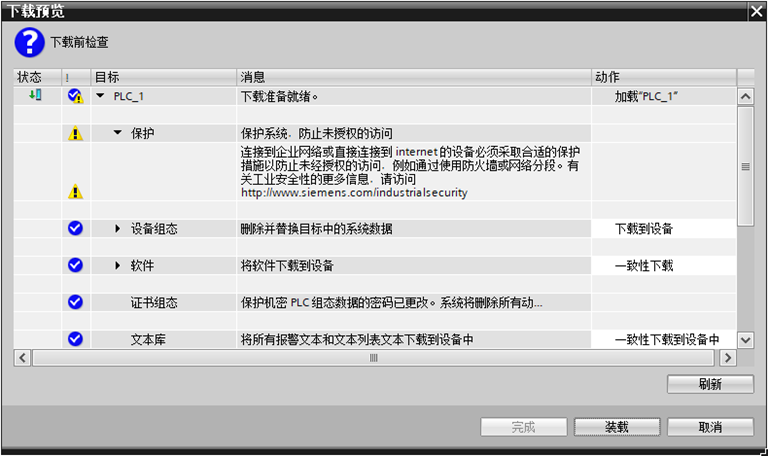 下载预览
下载前检查
状态 ! 目标 消息 动作
PLC_1 下载准备就绪。 加载"PLC_1"
保护 保护系统，防止未授权的访问
连接到企业网络或直接连接到 internet 的设备必须采取合适的保护
措施以防止未经授权的访问，例如通过使用防火墙或网络分段。有
关工业安全性的更多信息，请访问
http://www.siemens.com/industrialsecurity
设备组态 删除并替换目标中的系统数据 下载到设备
软件 将软件下载到设备 一致性下载
证书组态 保护机密 PLC 组态数据的密码已更改。系统将删除所有动...
文本库 将所有报警文本和文本列表文本下载到设备中 一致性下载到设备中
刷新
完成 装载 取消